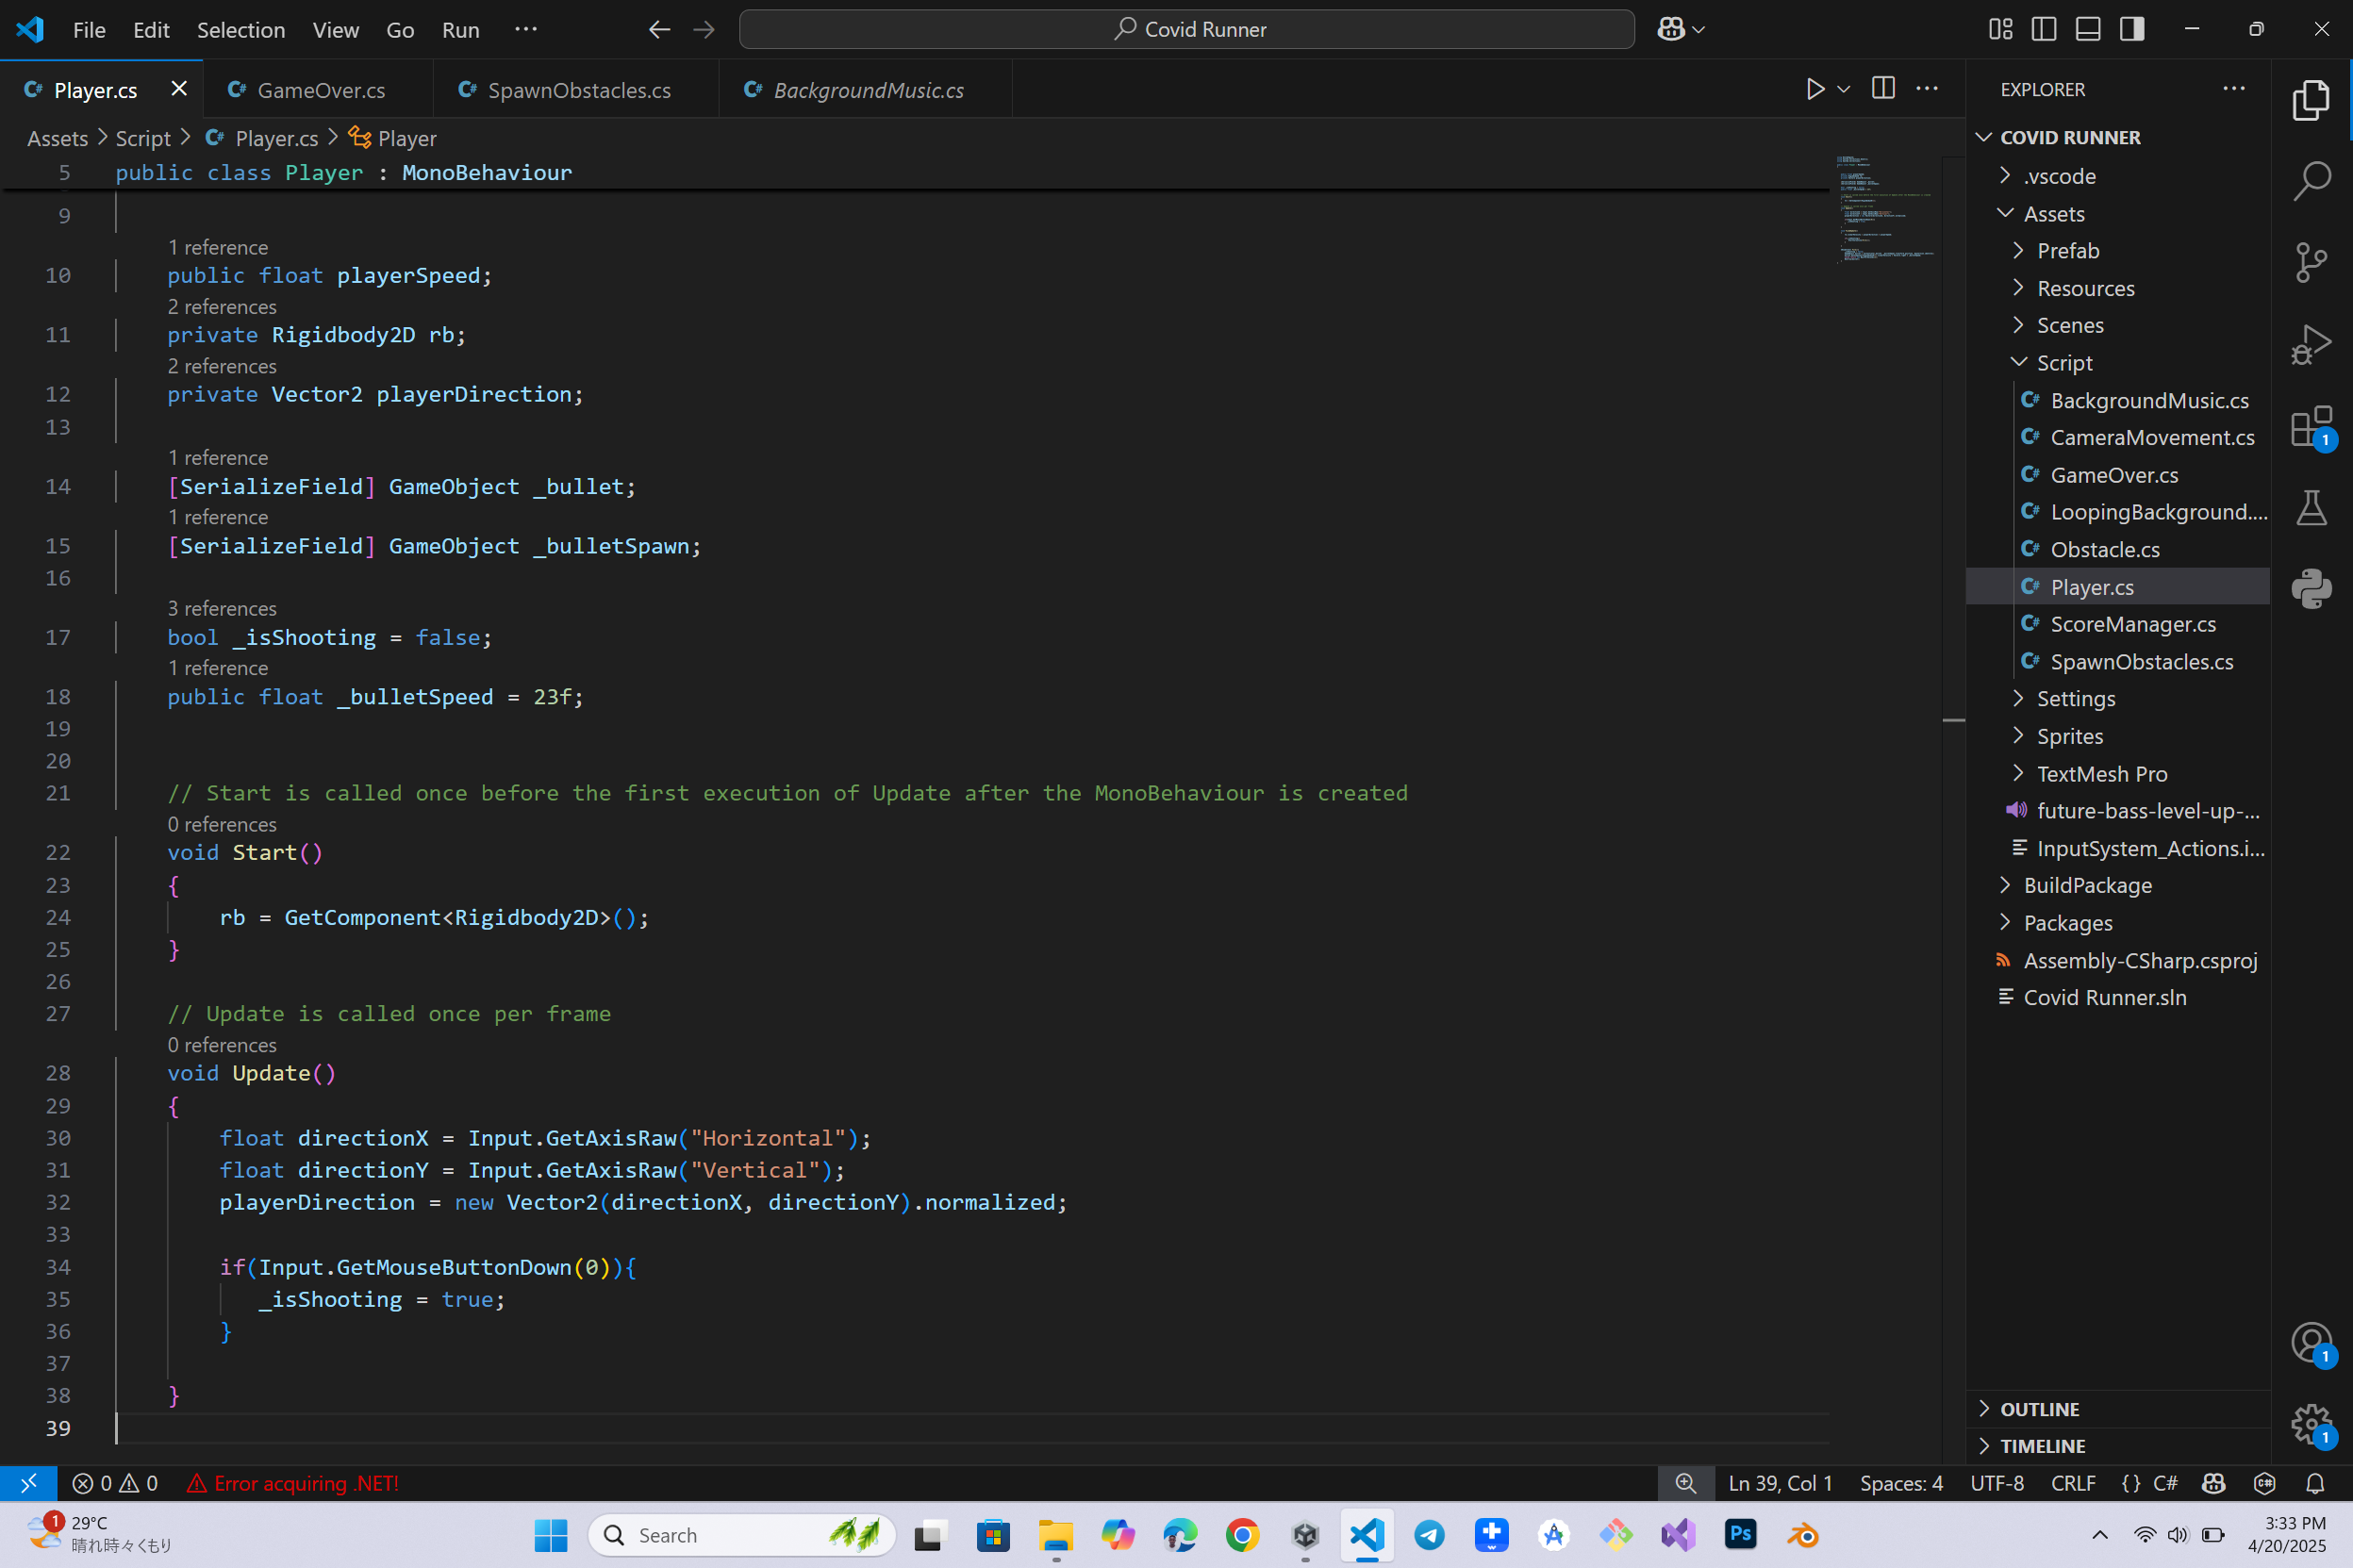 File Edit Selection View Go Run ··· Covid Runner
Player.cs GameOver.cs SpawnObstacles.cs BackgroundMusic.cs
Assets > Script > Player.cs > Player
5 public class Player : MonoBehaviour
9
1 reference
10 public float playerSpeed;
2 references
11 private Rigidbody2D rb;
2 references
12 private Vector2 playerDirection;
13
1 reference
14 [SerializeField] GameObject _bullet;
1 reference
15 [SerializeField] GameObject _bulletSpawn;
16
3 references
17 bool _isShooting = false;
1 reference
18 public float _bulletSpeed = 23f;
19
20
21 // Start is called once before the first execution of Update after the MonoBehaviour is created
0 references
22 void Start()
23 {
24 rb = GetComponent<Rigidbody2D>();
25 }
26
27 // Update is called once per frame
0 references
28 void Update()
29 {
30 float directionX = Input.GetAxisRaw("Horizontal");
31 float directionY = Input.GetAxisRaw("Vertical");
32 playerDirection = new Vector2(directionX, directionY).normalized;
33
34 if(Input.GetMouseButtonDown(0)){
35 _isShooting = true;
36 }
37
38 }
39
EXPLORER ···
COVID RUNNER
.vscode
Assets
Prefab
Resources
Scenes
Script
C# BackgroundMusic.cs
C# CameraMovement.cs
C# GameOver.cs
C# LoopingBackground....
C# Obstacle.cs
C# Player.cs
C# ScoreManager.cs
C# SpawnObstacles.cs
Settings
Sprites
TextMesh Pro
future-bass-level-up-...
InputSystem_Actions.i...
BuildPackage
Packages
Assembly-CSharp.csproj
Covid Runner.sln
OUTLINE
TIMELINE
1
1
1
0 0 Error acquiring .NET! Ln 39, Col 1 Spaces: 4 UTF-8 CRLF {} C#
1 29°C
晴れ時々くもり
Search
Ps
3:33 PM
4/20/2025